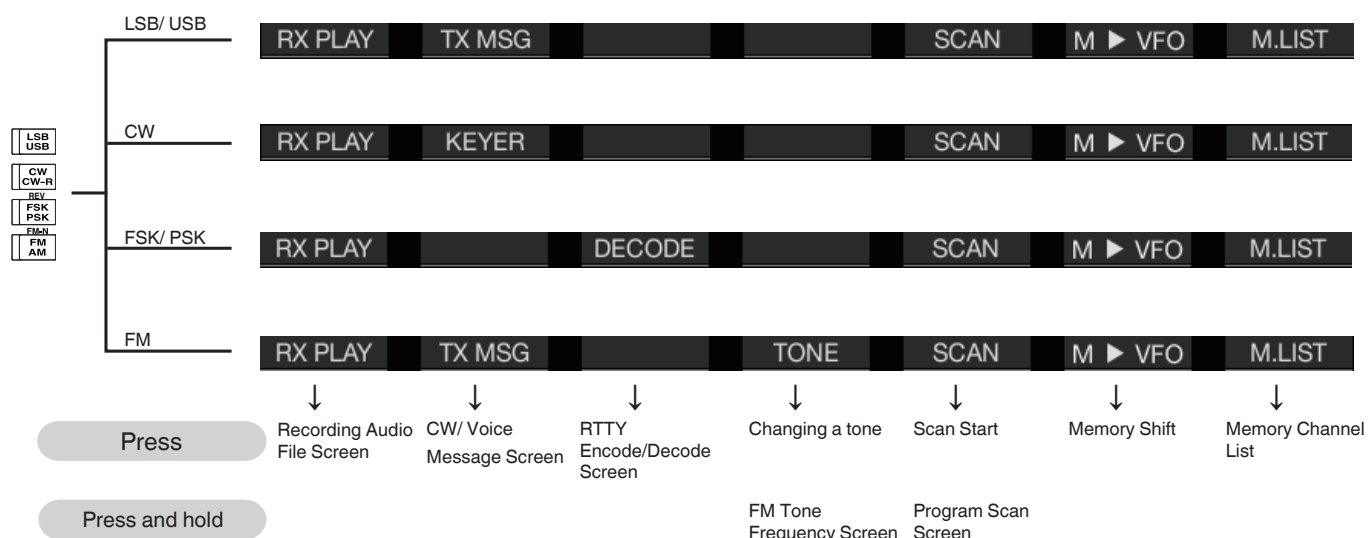 LSB/ USB
RX PLAY TX MSG SCAN M ▶ VFO M.LIST
LSB
USB
CW
CW-R
REV
FSK
PSK
FM-N
FM
AM
CW
RX PLAY KEYER SCAN M ▶ VFO M.LIST
FSK/ PSK
RX PLAY DECODE SCAN M ▶ VFO M.LIST
FM
RX PLAY TX MSG TONE SCAN M ▶ VFO M.LIST
↓ ↓ ↓ ↓ ↓ ↓ ↓
Press
Recording Audio
File Screen
CW/ Voice
Message Screen
RTTY
Encode/Decode
Screen
Changing a tone
Scan Start
Memory Shift
Memory Channel
List
Press and hold
FM Tone
Frequency Screen
Program Scan
Screen